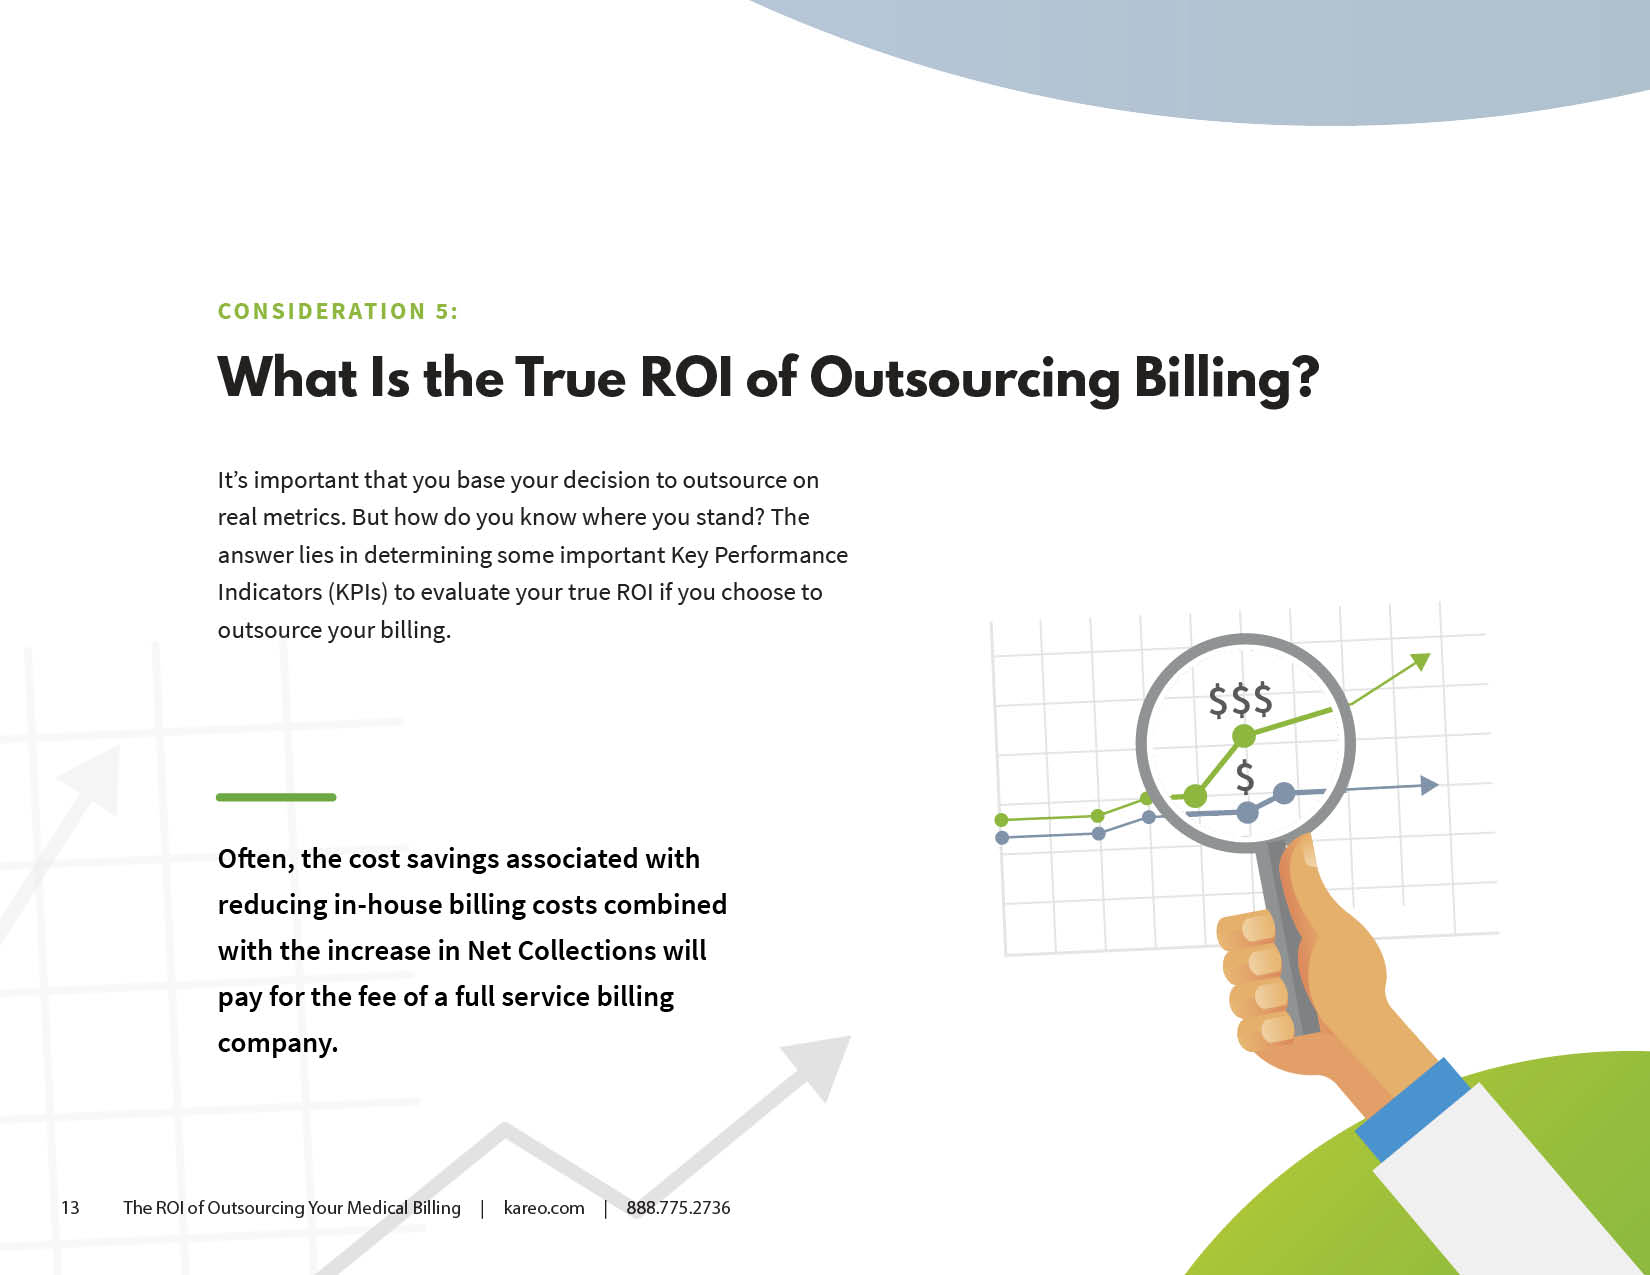 CONSIDERATION 5:
What Is the True ROI of Outsourcing Billing?
It’s important that you base your decision to outsource on
real metrics. But how do you know where you stand? The
answer lies in determining some important Key Performance
Indicators (KPIs) to evaluate your true ROI if you choose to
outsource your billing.
$$$
$
Often, the cost savings associated with
reducing in-house billing costs combined
with the increase in Net Collections will
pay for the fee of a full service billing
company.
13 The ROI of Outsourcing Your Medical Billing | kareo.com | 888.775.2736